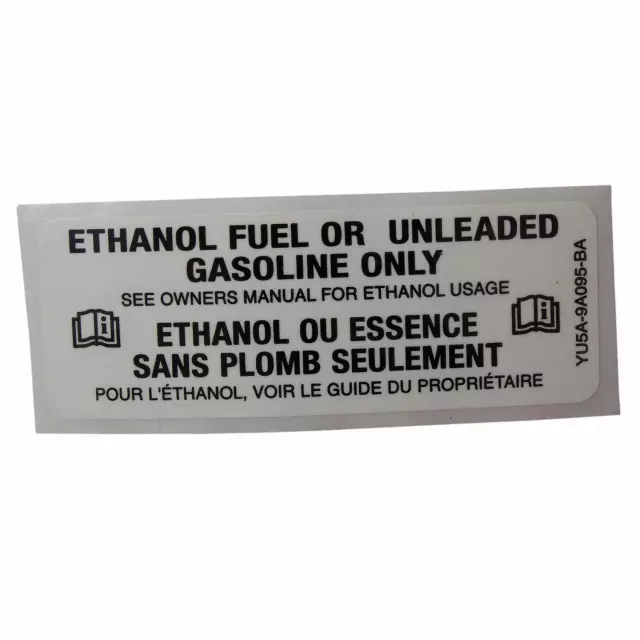 ETHANOL FUEL OR UNLEADED
GASOLINE ONLY
SEE OWNERS MANUAL FOR ETHANOL USAGE
ETHANOL OU ESSENCE
SANS PLOMB SEULEMENT
POUR L'ÉTHANOL, VOIR LE GUIDE DU PROPRIÉTAIRE
YU5A-9A095-BA